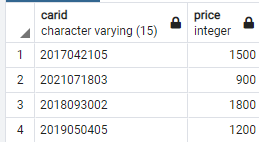 carid price
character varying (15) integer
1 2017042105 1500
2 2021071803 900
3 2018093002 1800
4 2019050405 1200